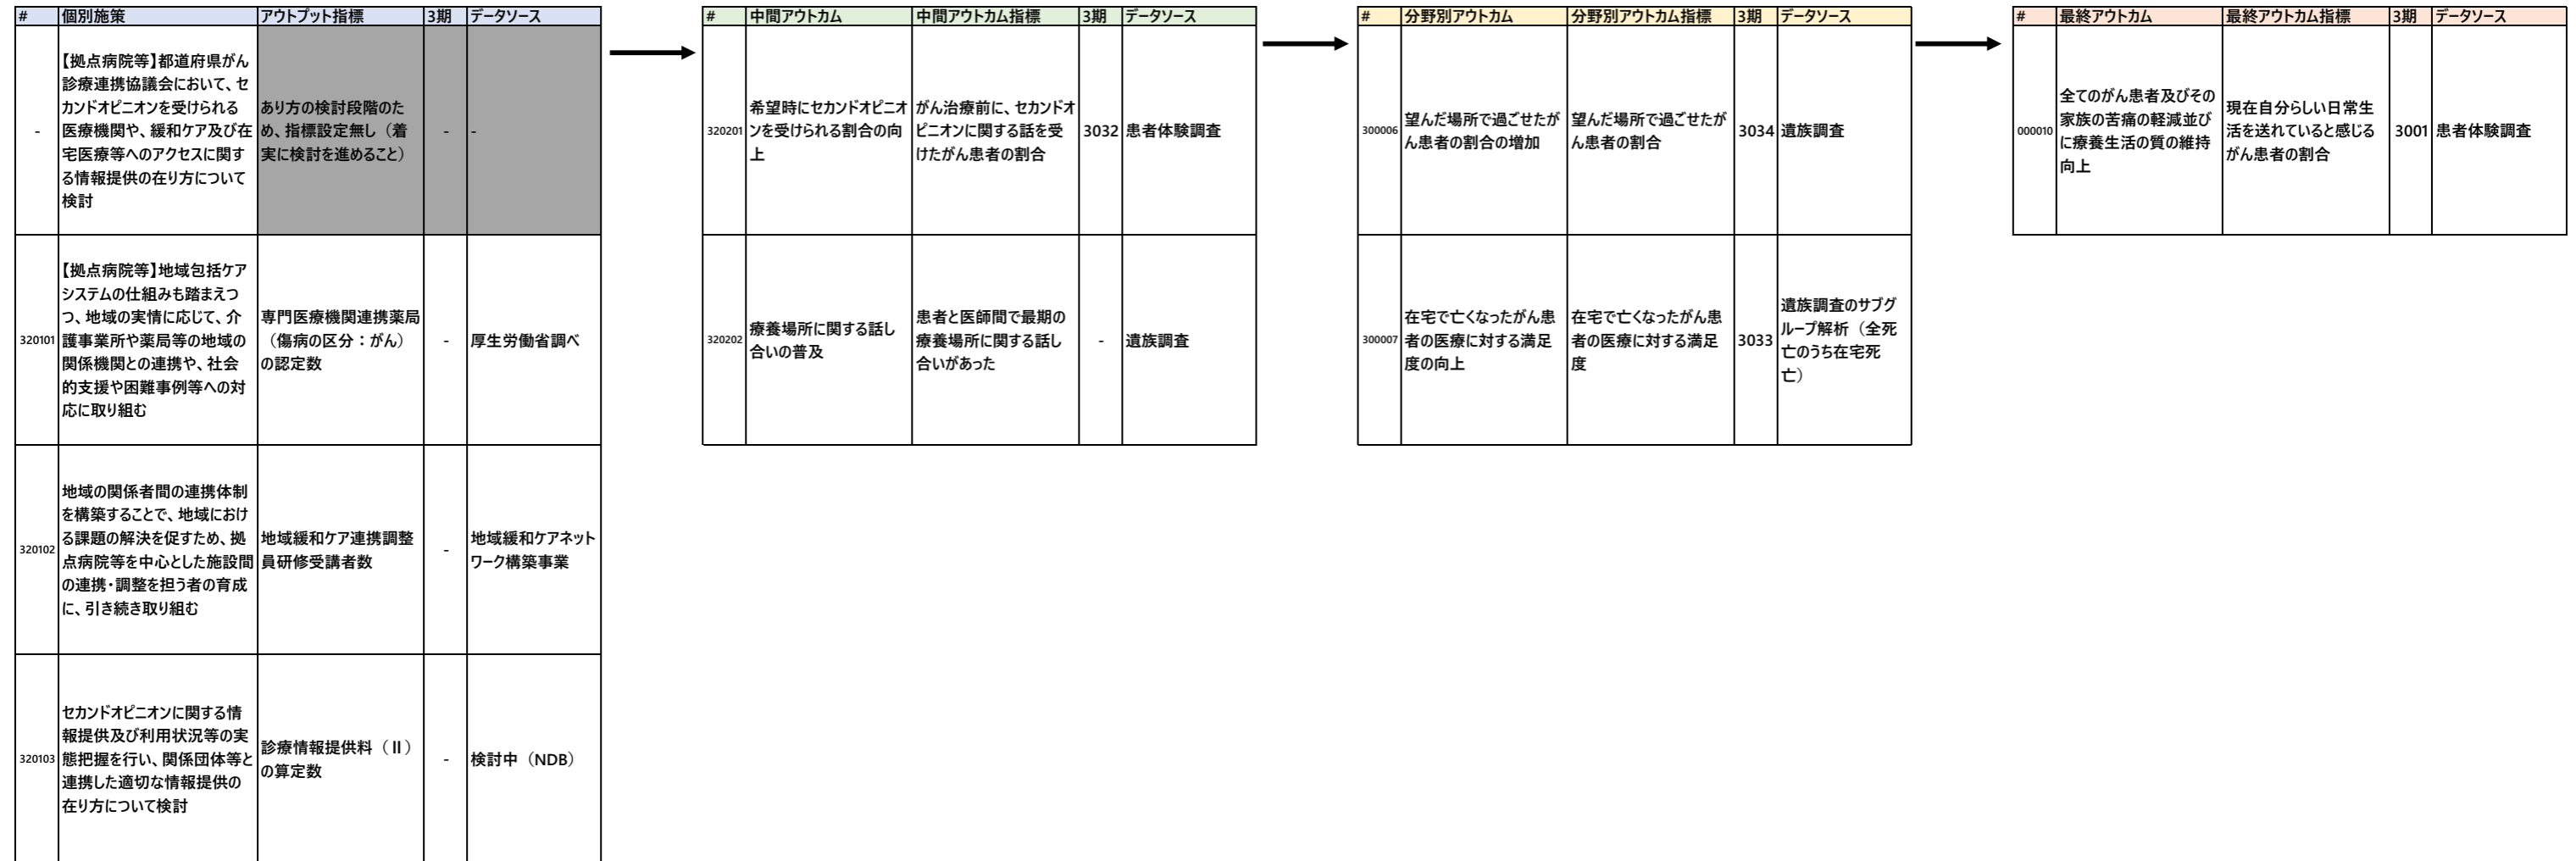 # 個別施策 アウトプット指標 3期 データソース
-
【拠点病院等】都道府県がん
診療連携協議会において、セ
カンドオピニオンを受けられる
医療機関や、緩和ケア及び在
宅医療等へのアクセスに関す
る情報提供の在り方について
検討
あり方の検討段階のた
め、指標設定無し（着
実に検討を進めること）
-
-
320101
【拠点病院等】地域包括ケア
システムの仕組みも踏まえつ
つ、地域の実情に応じて、介
護事業所や薬局等の地域の
関係機関との連携や、社会
的支援や困難事例等への対
応に取り組む
専門医療機関連携薬局
（傷病の区分：がん）
の認定数
-
厚生労働省調べ
320102
地域の関係者間の連携体制
を構築することで、地域におけ
る課題の解決を促すため、拠
点病院等を中心とした施設間
の連携・調整を担う者の育成
に、引き続き取り組む
地域緩和ケア連携調整
員研修受講者数
-
地域緩和ケアネット
ワーク構築事業
320103
セカンドオピニオンに関する情
報提供及び利用状況等の実
態把握を行い、関係団体等と
連携した適切な情報提供の
在り方について検討
診療情報提供料（Ⅱ）
の算定数
-
検討中（NDB）
# 中間アウトカム 中間アウトカム指標 3期 データソース
320201
希望時にセカンドオピニオ
ンを受けられる割合の向
上
がん治療前に、セカンドオ
ピニオンに関する話を受
けたがん患者の割合
3032
患者体験調査
320202
療養場所に関する話し
合いの普及
患者と医師間で最期の
療養場所に関する話し
合いがあった
-
遺族調査
# 分野別アウトカム 分野別アウトカム指標 3期 データソース
300006
望んだ場所で過ごせたが
ん患者の割合の増加
望んだ場所で過ごせたが
ん患者の割合
3034
遺族調査
300007
在宅で亡くなったがん患
者の医療に対する満足
度の向上
在宅で亡くなったがん患
者の医療に対する満足
度
3033
遺族調査のサブグ
ループ解析（全死
亡のうち在宅死
亡）
# 最終アウトカム 最終アウトカム指標 3期 データソース
000010
全てのがん患者及びその
家族の苦痛の軽減並び
に療養生活の質の維持
向上
現在自分らしい日常生
活を送れていると感じる
がん患者の割合
3001
患者体験調査